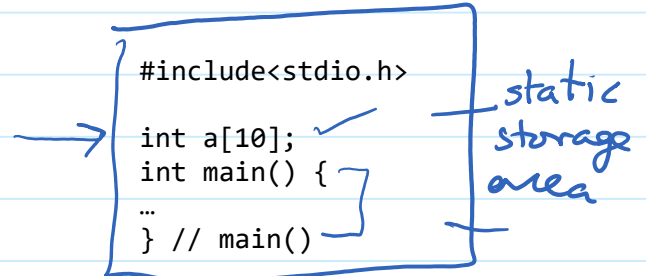 #include<stdio.h>
int a[10];
int main() {
…
} // main()
static
storage
area